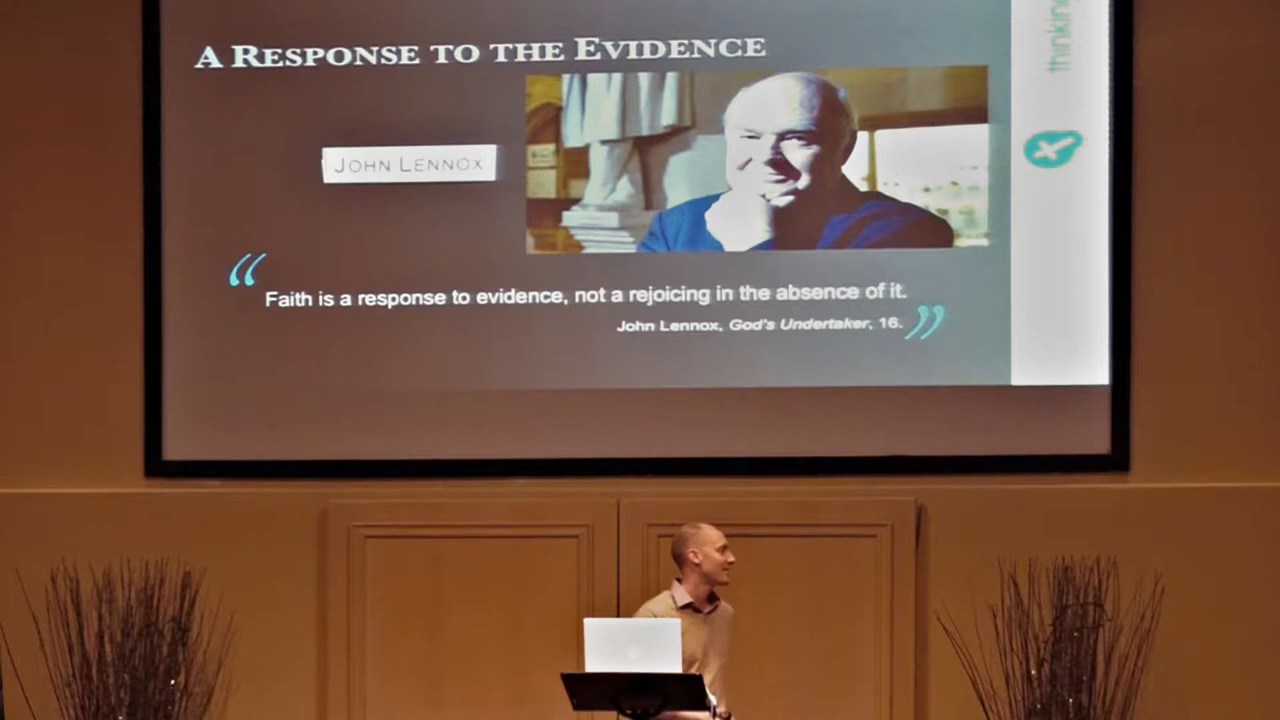 A RESPONSE TO THE EVIDENCE
thinkin
JOHN LENNOX
“
Faith is a response to evidence, not a rejoicing in the absence of it.
John Lennox, God's Undertaker, 16.
”